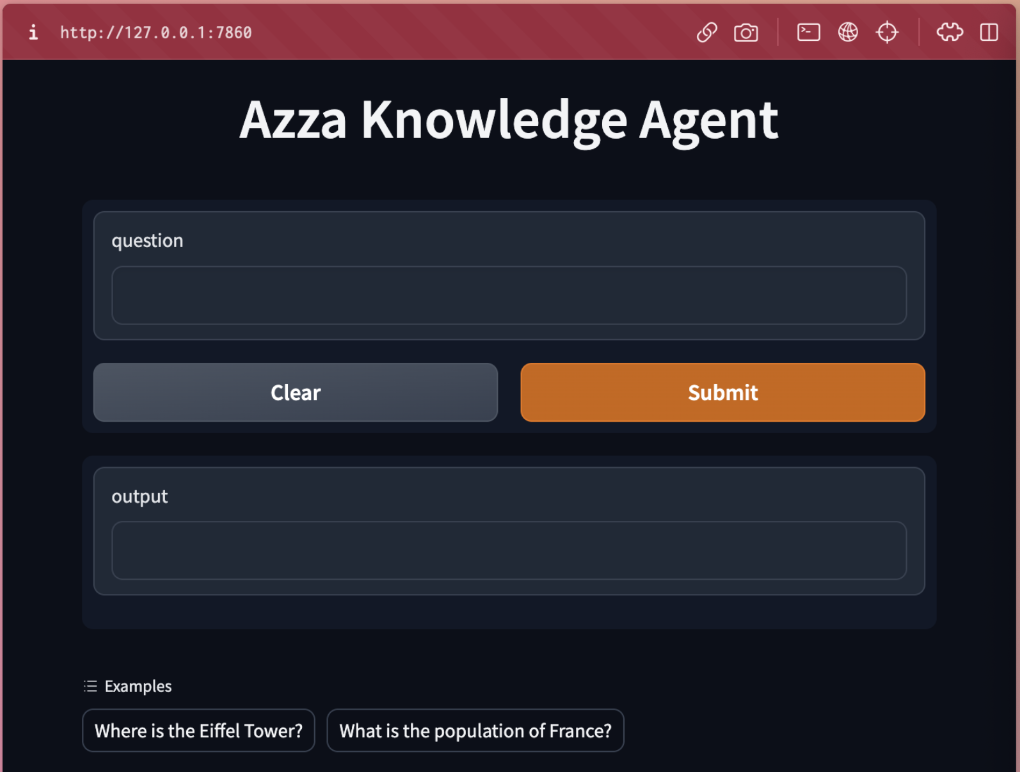 http://127.0.0.1:7860
Azza Knowledge Agent
question
Clear
Submit
output
Examples
Where is the Eiffel Tower?
What is the population of France?